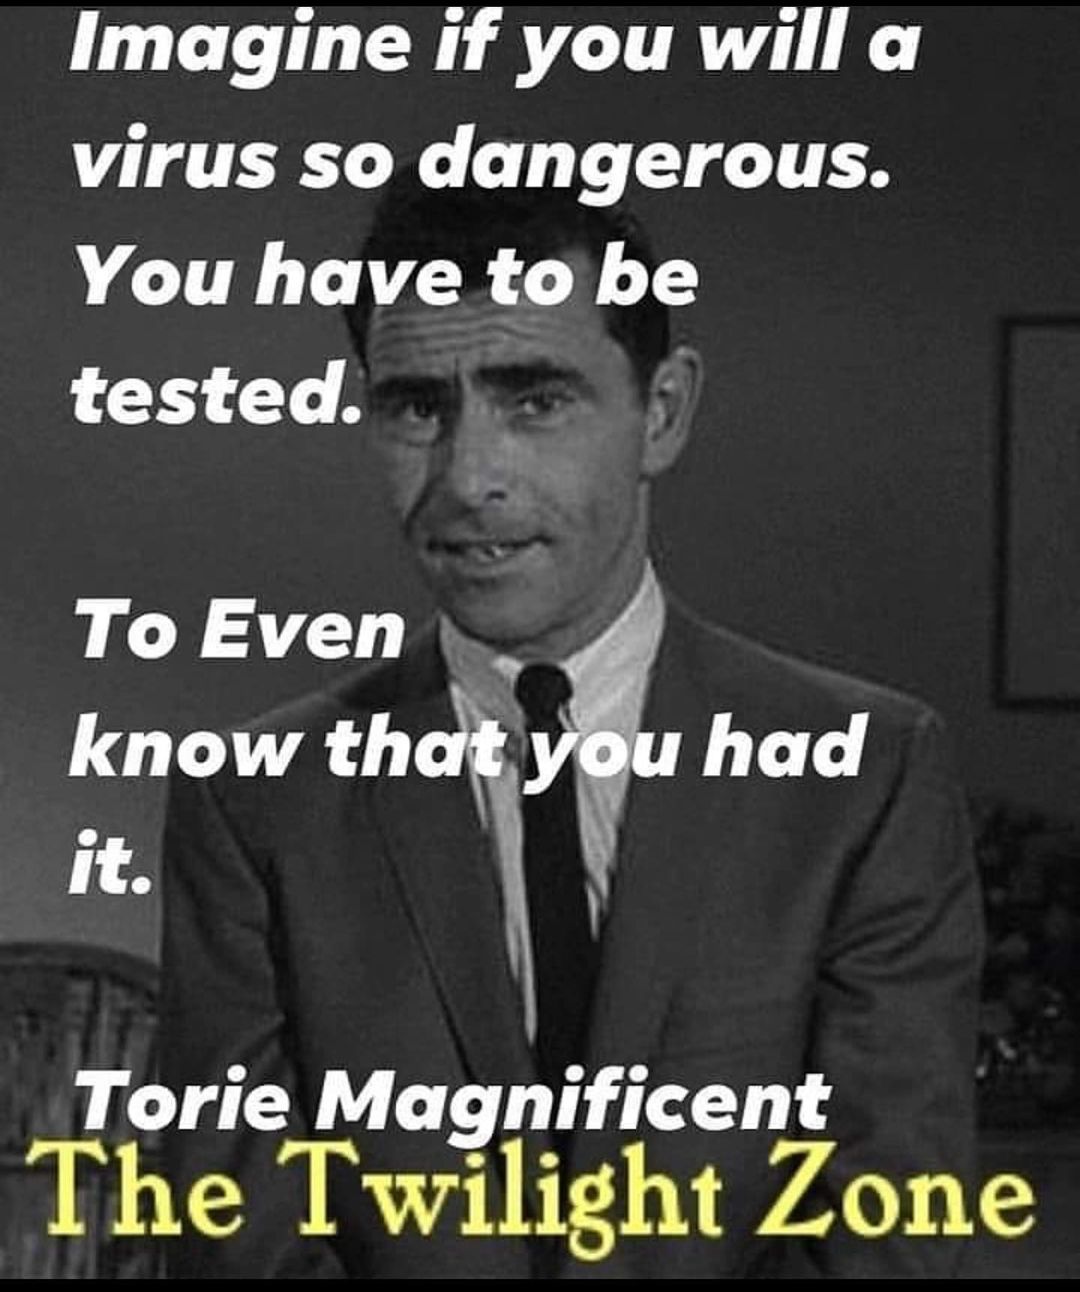 Imagine if you will a
virus so dangerous.
You have to be
tested.
To Even
know that you had
it.
Torie Magnificent
The Twilight Zone